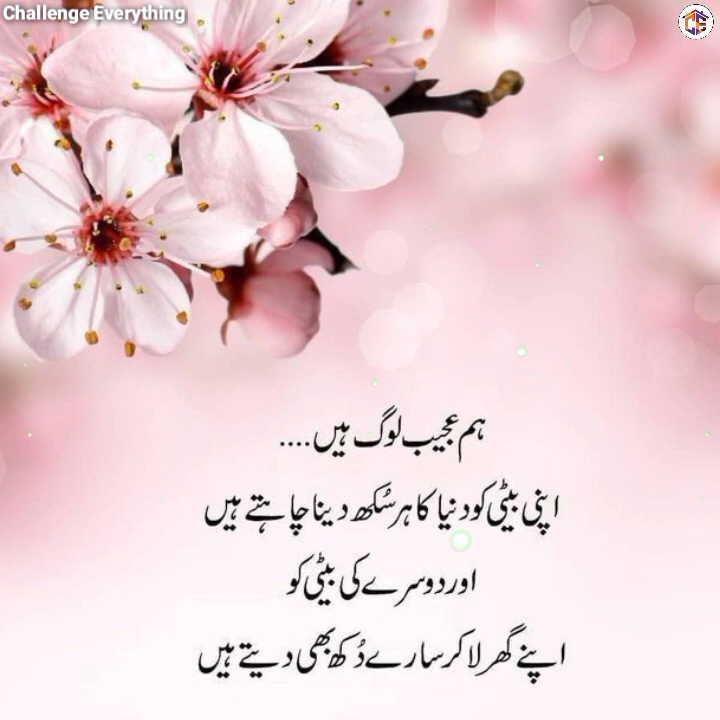 Challenge Everything
ہم عجیب لوگ ہیں....
اپنی بیٹی کو دنیا کا ہر سُکھ دینا چاہتے ہیں
اور دوسرے کی بیٹی کو
اپنے گھر لا کر سارے دُکھ بھی دیتے ہیں